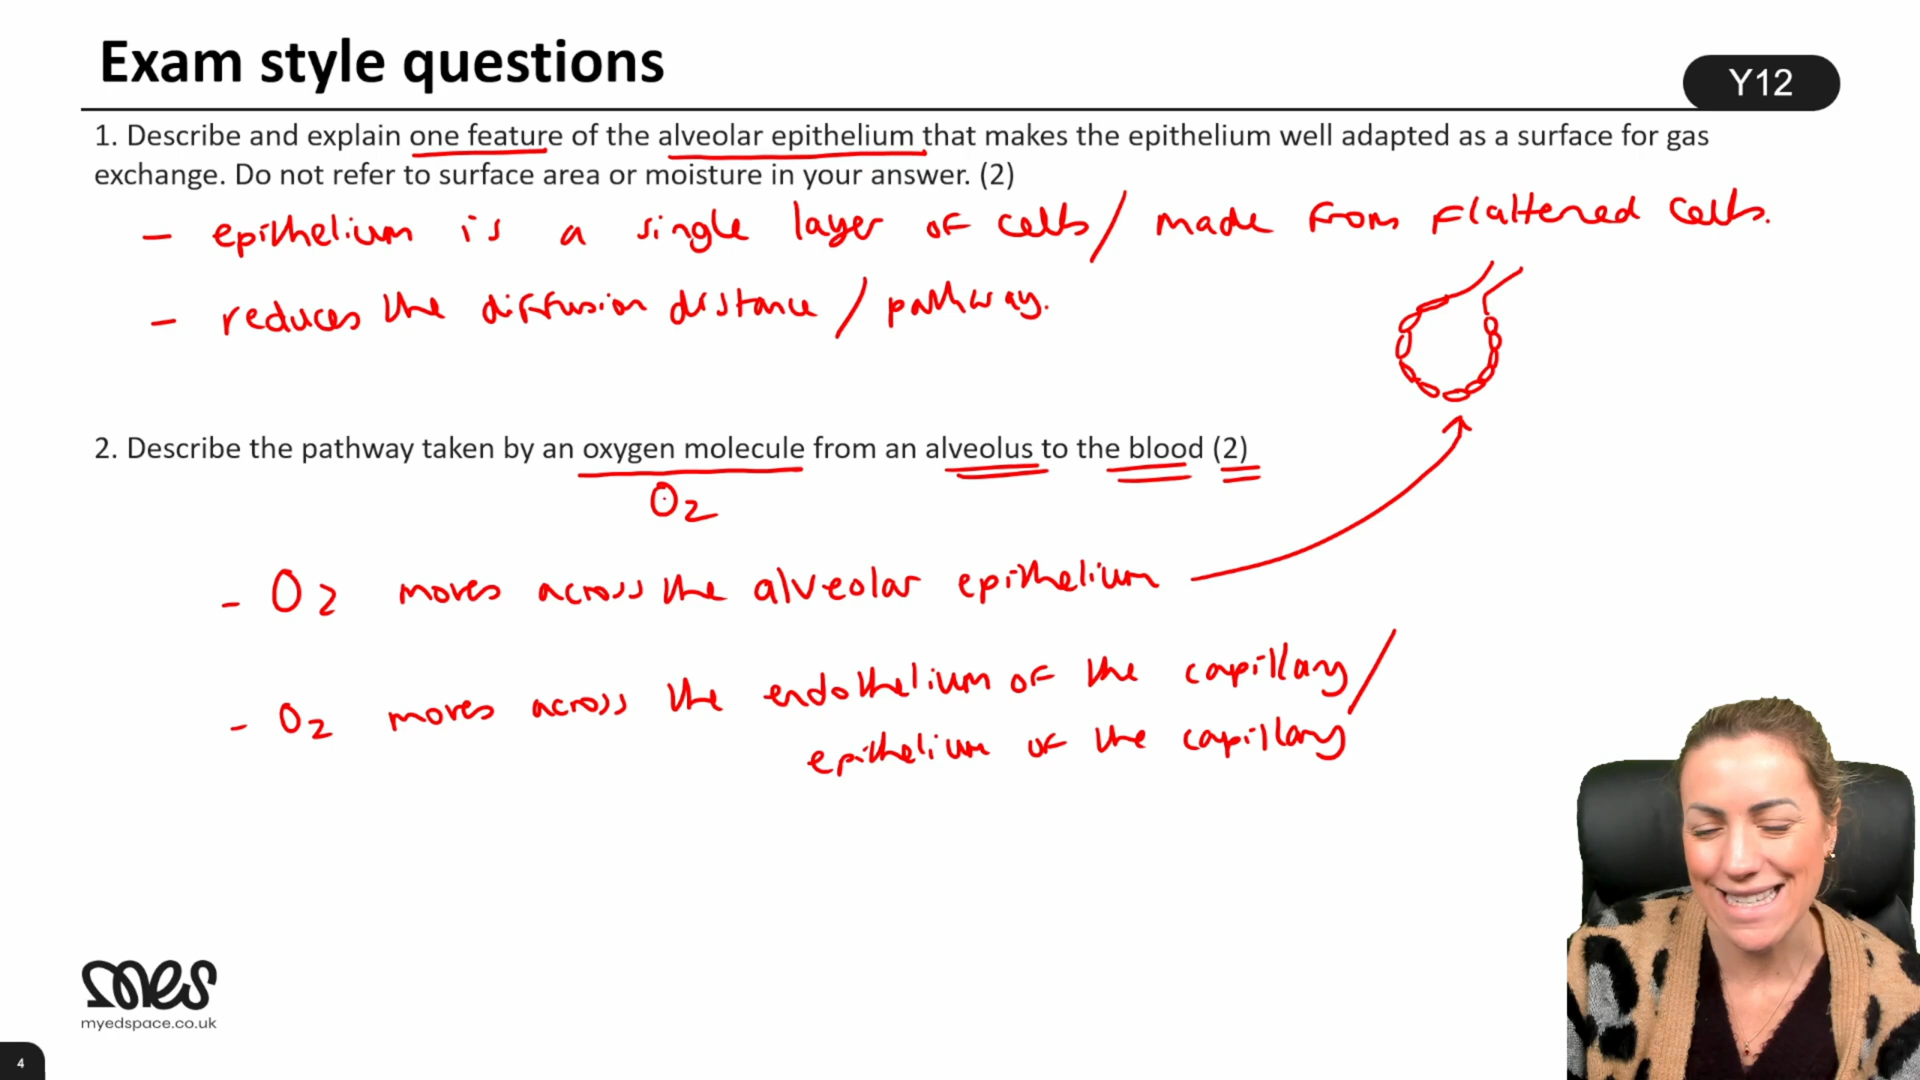 Exam style questions
Y12
1. Describe and explain one feature of the alveolar epithelium that makes the epithelium well adapted as a surface for gas
exchange. Do not refer to surface area or moisture in your answer. (2)
- epithelium is a single layer of cells/ made from flattened cells.
- reduces the diffusion distance / pathway.
2. Describe the pathway taken by an oxygen molecule from an alveolus to the blood (2)
O2
- O2 moves across the alveolar epithelium
- O2 moves across the endothelium of the capillary/
epithelium of the capillary
mes
myedspace.co.uk
4